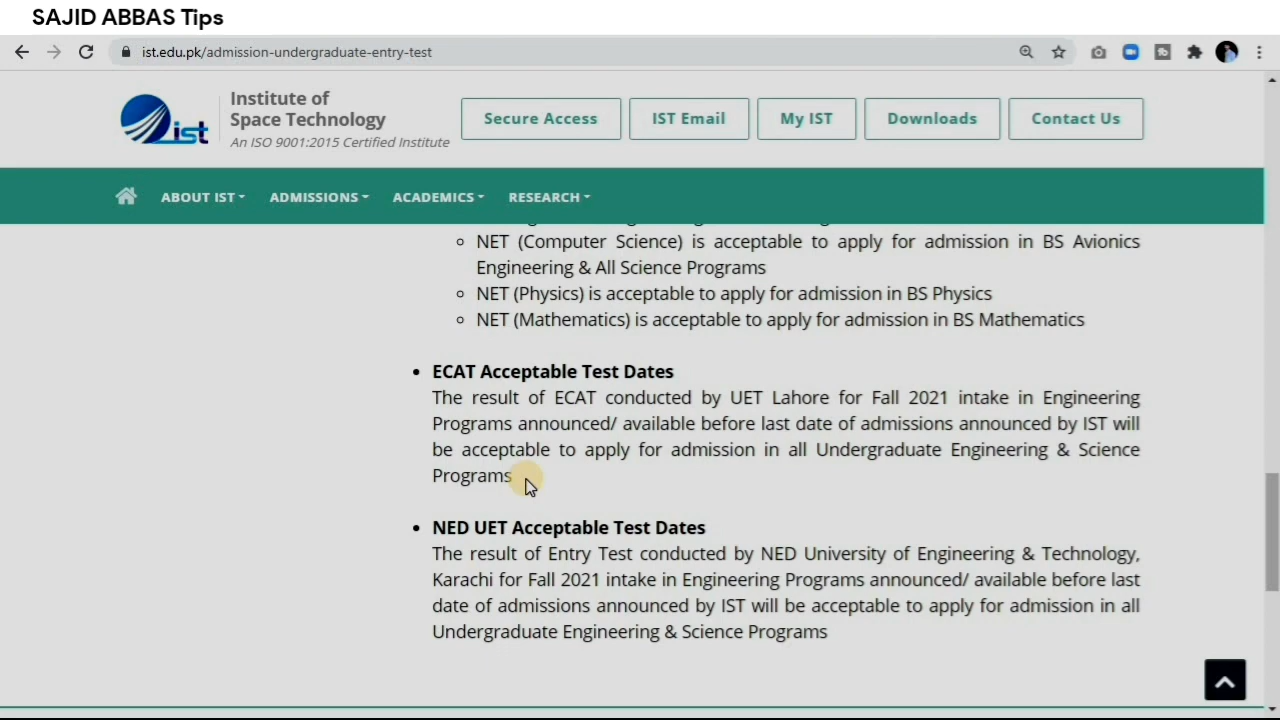 SAJID ABBAS Tips
ist.edu.pk/admission-undergraduate-entry-test
Institute of
Space Technology
An ISO 9001:2015 Certified Institute
ist
Secure Access
IST Email
My IST
Downloads
Contact Us
ABOUT IST
ADMISSIONS
ACADEMICS
RESEARCH
NET (Computer Science) is acceptable to apply for admission in BS Avionics
Engineering & All Science Programs
NET (Physics) is acceptable to apply for admission in BS Physics
NET (Mathematics) is acceptable to apply for admission in BS Mathematics
ECAT Acceptable Test Dates
The result of ECAT conducted by UET Lahore for Fall 2021 intake in Engineering
Programs announced/ available before last date of admissions announced by IST will
be acceptable to apply for admission in all Undergraduate Engineering & Science
Programs
NED UET Acceptable Test Dates
The result of Entry Test conducted by NED University of Engineering & Technology,
Karachi for Fall 2021 intake in Engineering Programs announced/ available before last
date of admissions announced by IST will be acceptable to apply for admission in all
Undergraduate Engineering & Science Programs